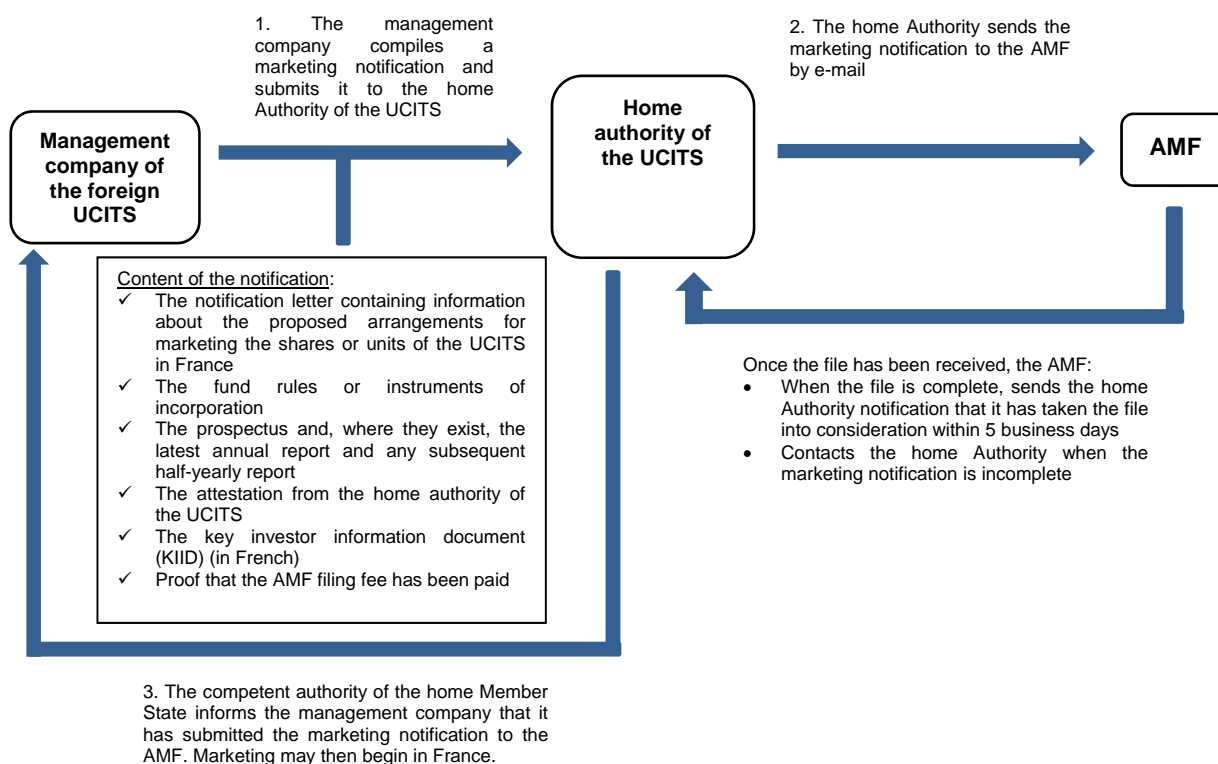 1. The management
company compiles a
marketing notification and
submits it to the home
Authority of the UCITS
2. The home Authority sends the
marketing notification to the AMF
by e-mail
Management
company of
the foreign
UCITS
Home
authority of
the UCITS
AMF
Content of the notification:
✓ The notification letter containing information
about the proposed arrangements for
marketing the shares or units of the UCITS
in France
✓ The fund rules or instruments of
incorporation
✓ The prospectus and, where they exist, the
latest annual report and any subsequent
half-yearly report
✓ The attestation from the home authority of
the UCITS
✓ The key investor information document
(KIID) (in French)
✓ Proof that the AMF filing fee has been paid
Once the file has been received, the AMF:
• When the file is complete, sends the home
Authority notification that it has taken the file
into consideration within 5 business days
• Contacts the home Authority when the
marketing notification is incomplete
3. The competent authority of the home Member
State informs the management company that it
has submitted the marketing notification to the
AMF. Marketing may then begin in France.